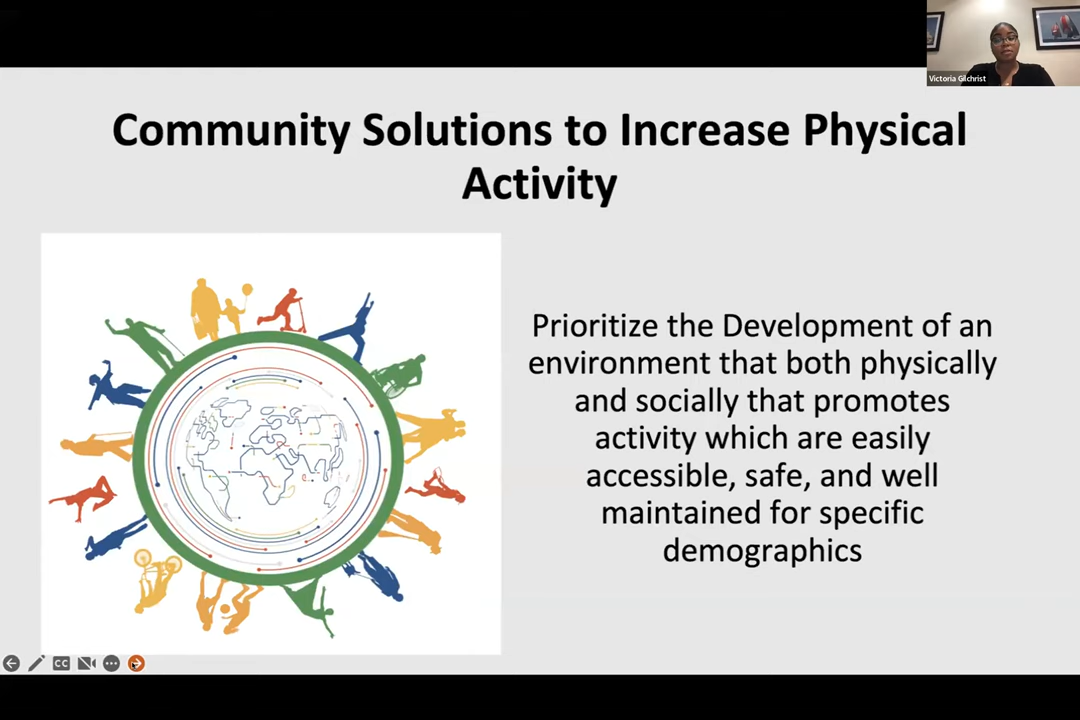 Victoria Gilchrist
Community Solutions to Increase Physical
Activity
Prioritize the Development of an
environment that both physically
and socially that promotes
activity which are easily
accessible, safe, and well
maintained for specific
demographics
CC